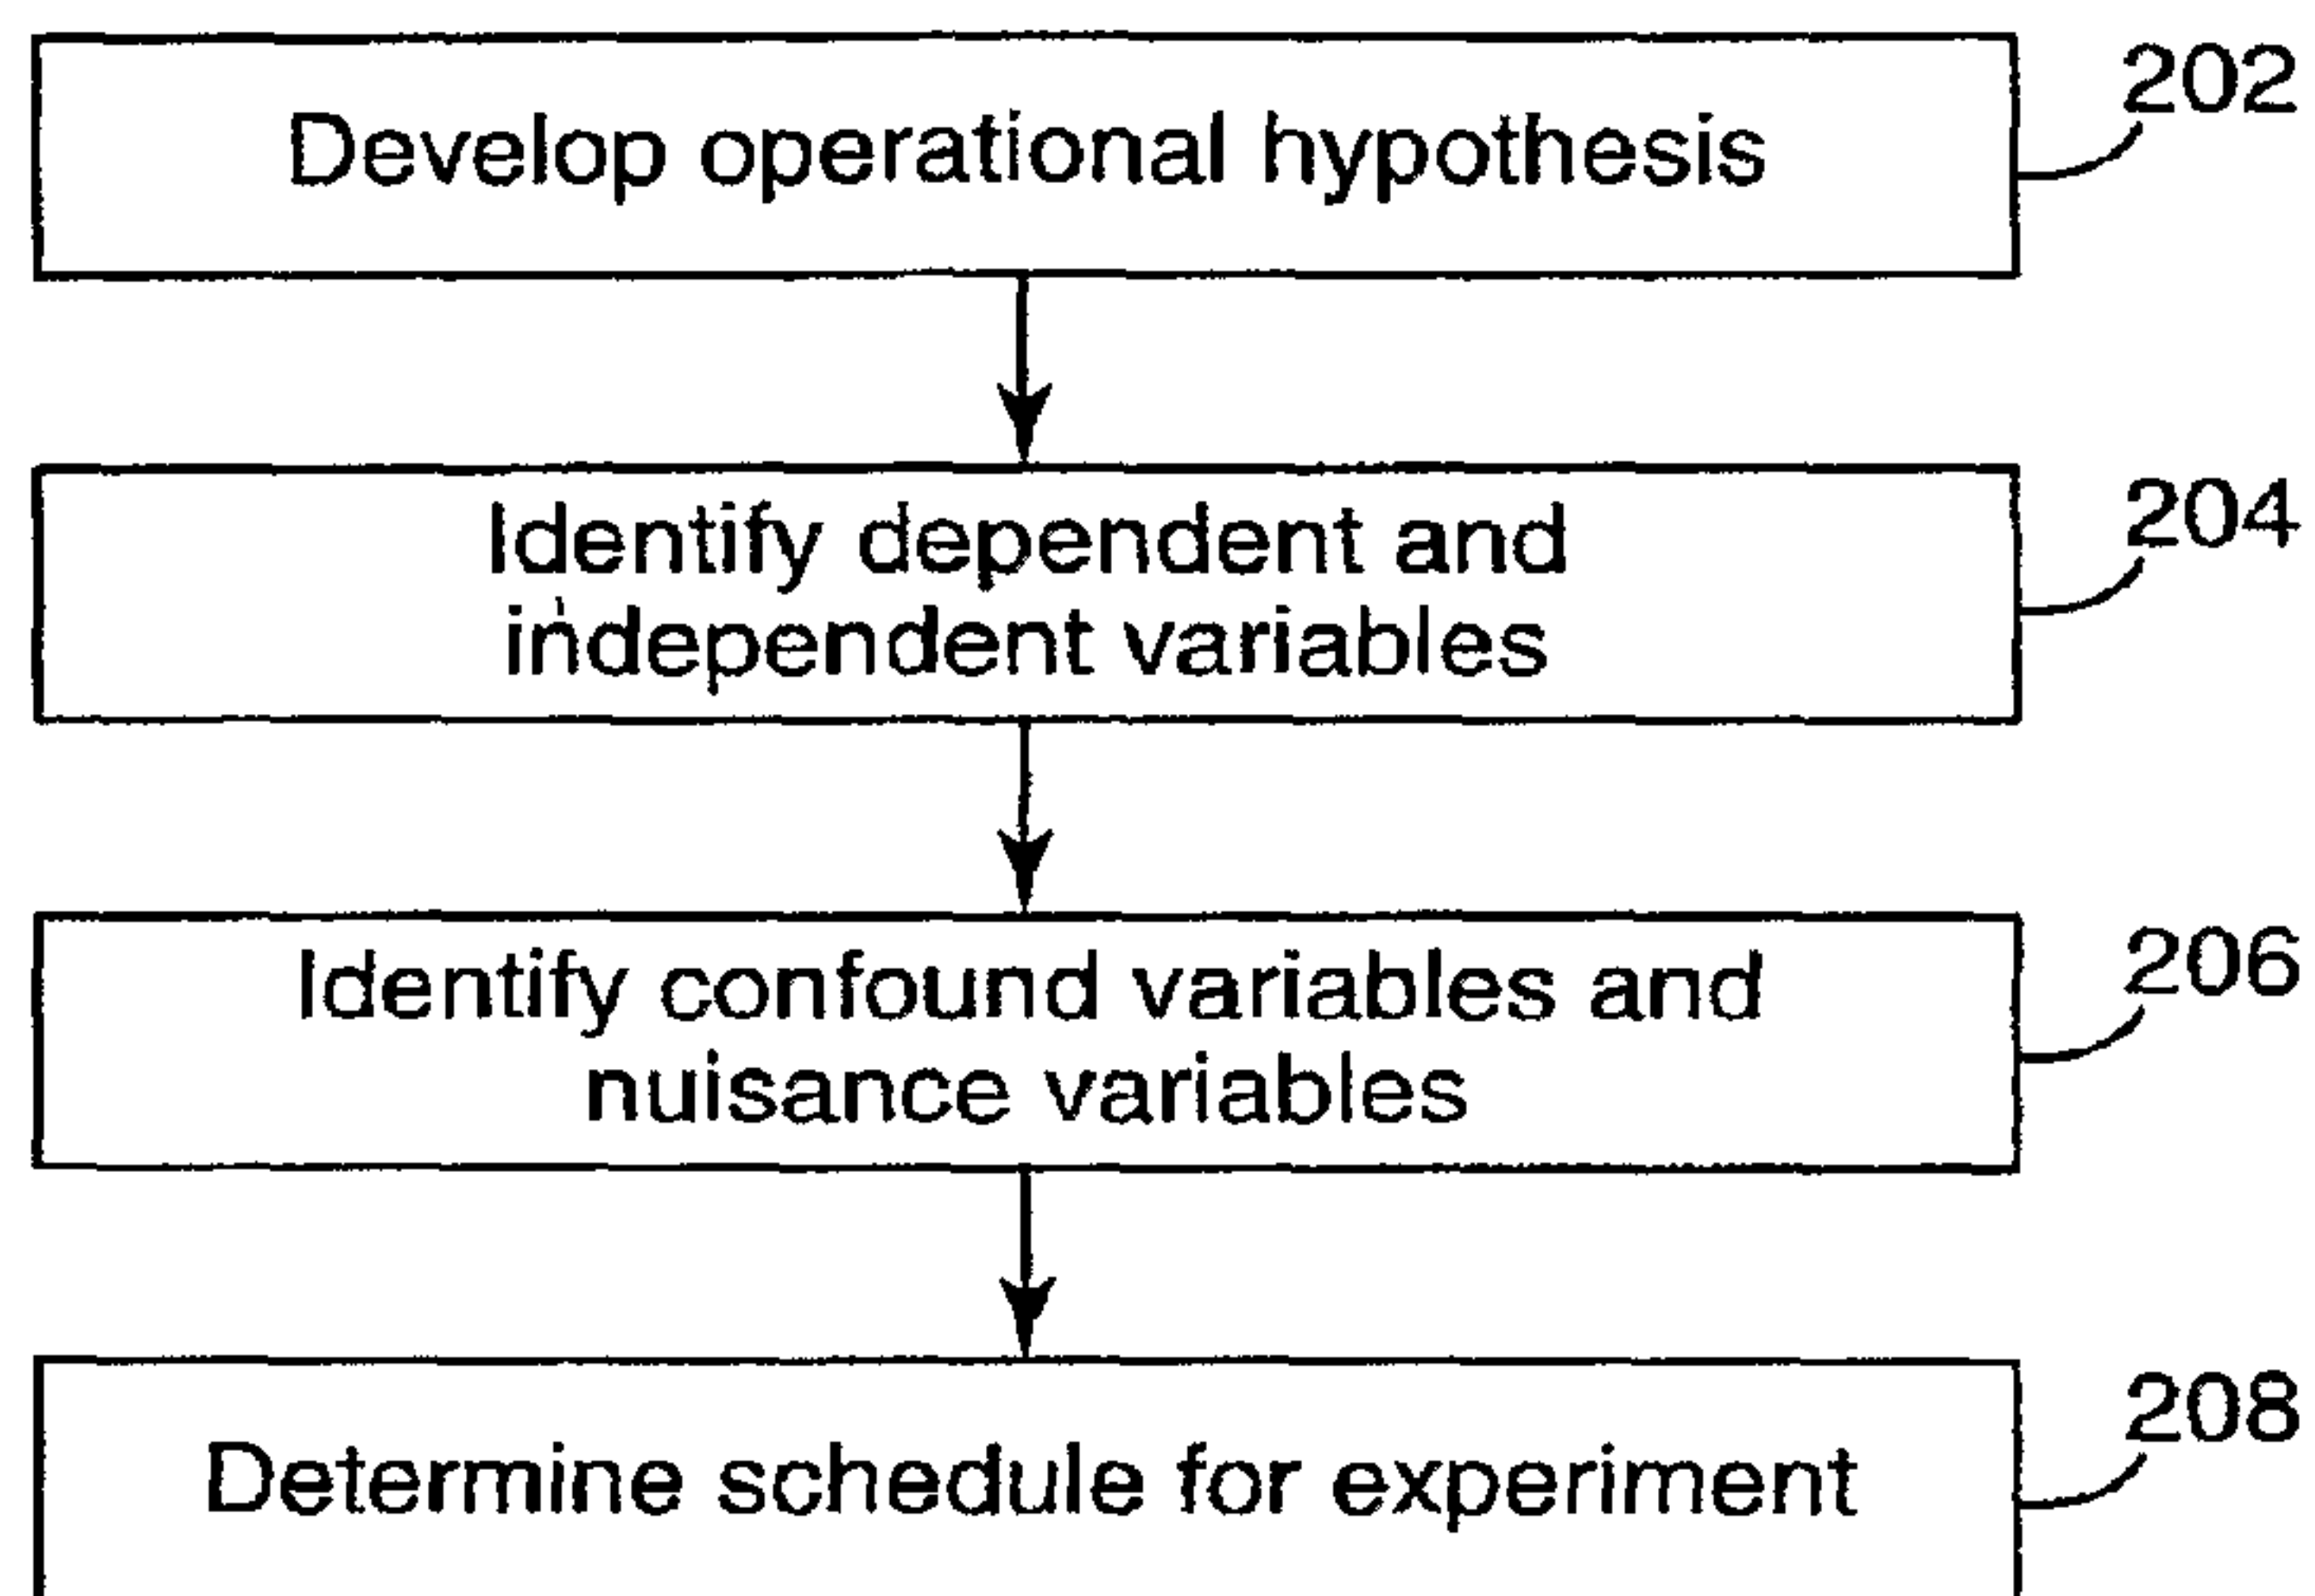 Develop operational hypothesis
202
Identify dependent and
independent variables
204
Identify confound variables and
nuisance variables
206
Determine schedule for experiment
208